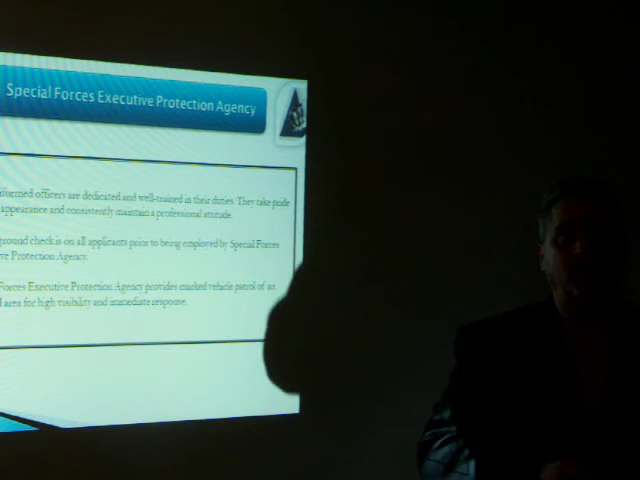 Special Forces Executive Protection Agency
formed officers are dedicated and well-trained in their duties. They take pride
appearance and consistently maintain a professional attitude.
ground check is on all applicants prior to being employed by Special Forces
ve Protection Agency.
Forces Executive Protection Agency provides marked vehicle patrol of an
area for high visibility and immediate response.